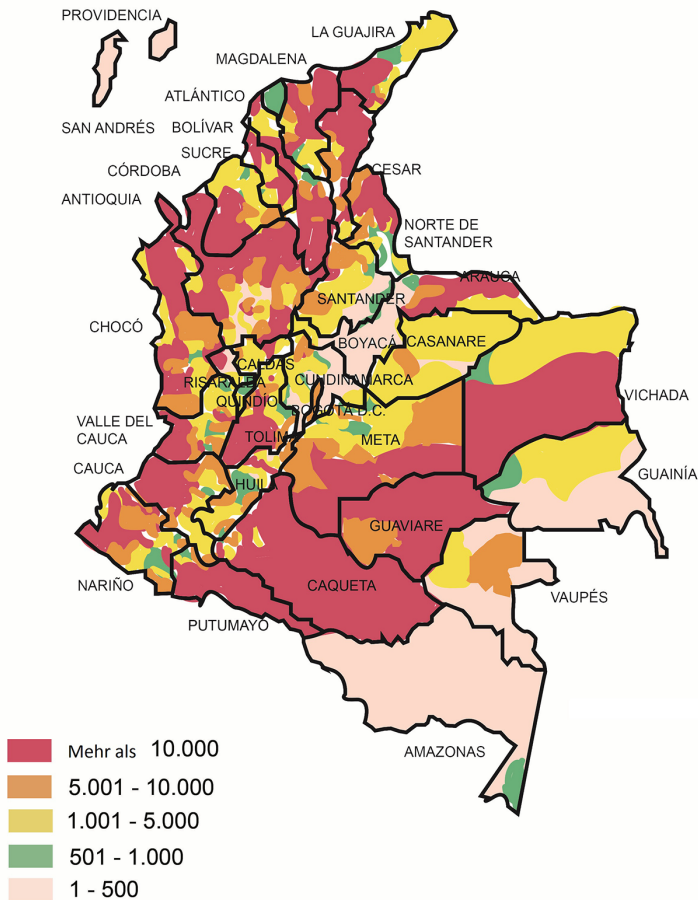 PROVIDENCIA
LA GUAJIRA
MAGDALENA
ATLÁNTICO
SAN ANDRÉS
BOLÍVAR
SUCRE
CÓRDOBA
CESAR
ANTIOQUIA
NORTE DE
SANTANDER
ARAUCA
SANTANDER
CHOCÓ
BOYACÁ
CASANARE
CALDAS
RISARALDA
CUNDINAMARCA
QUINDÍO
VICHADA
BOGOTÁ D.C.
VALLE DEL
CAUCA
TOLIMA
META
CAUCA
HUILA
GUAINÍA
GUAVIARE
NARIÑO
CAQUETA
VAUPÉS
PUTUMAYO
AMAZONAS
Mehr als 10.000
5.001 - 10.000
1.001 - 5.000
501 - 1.000
1 - 500